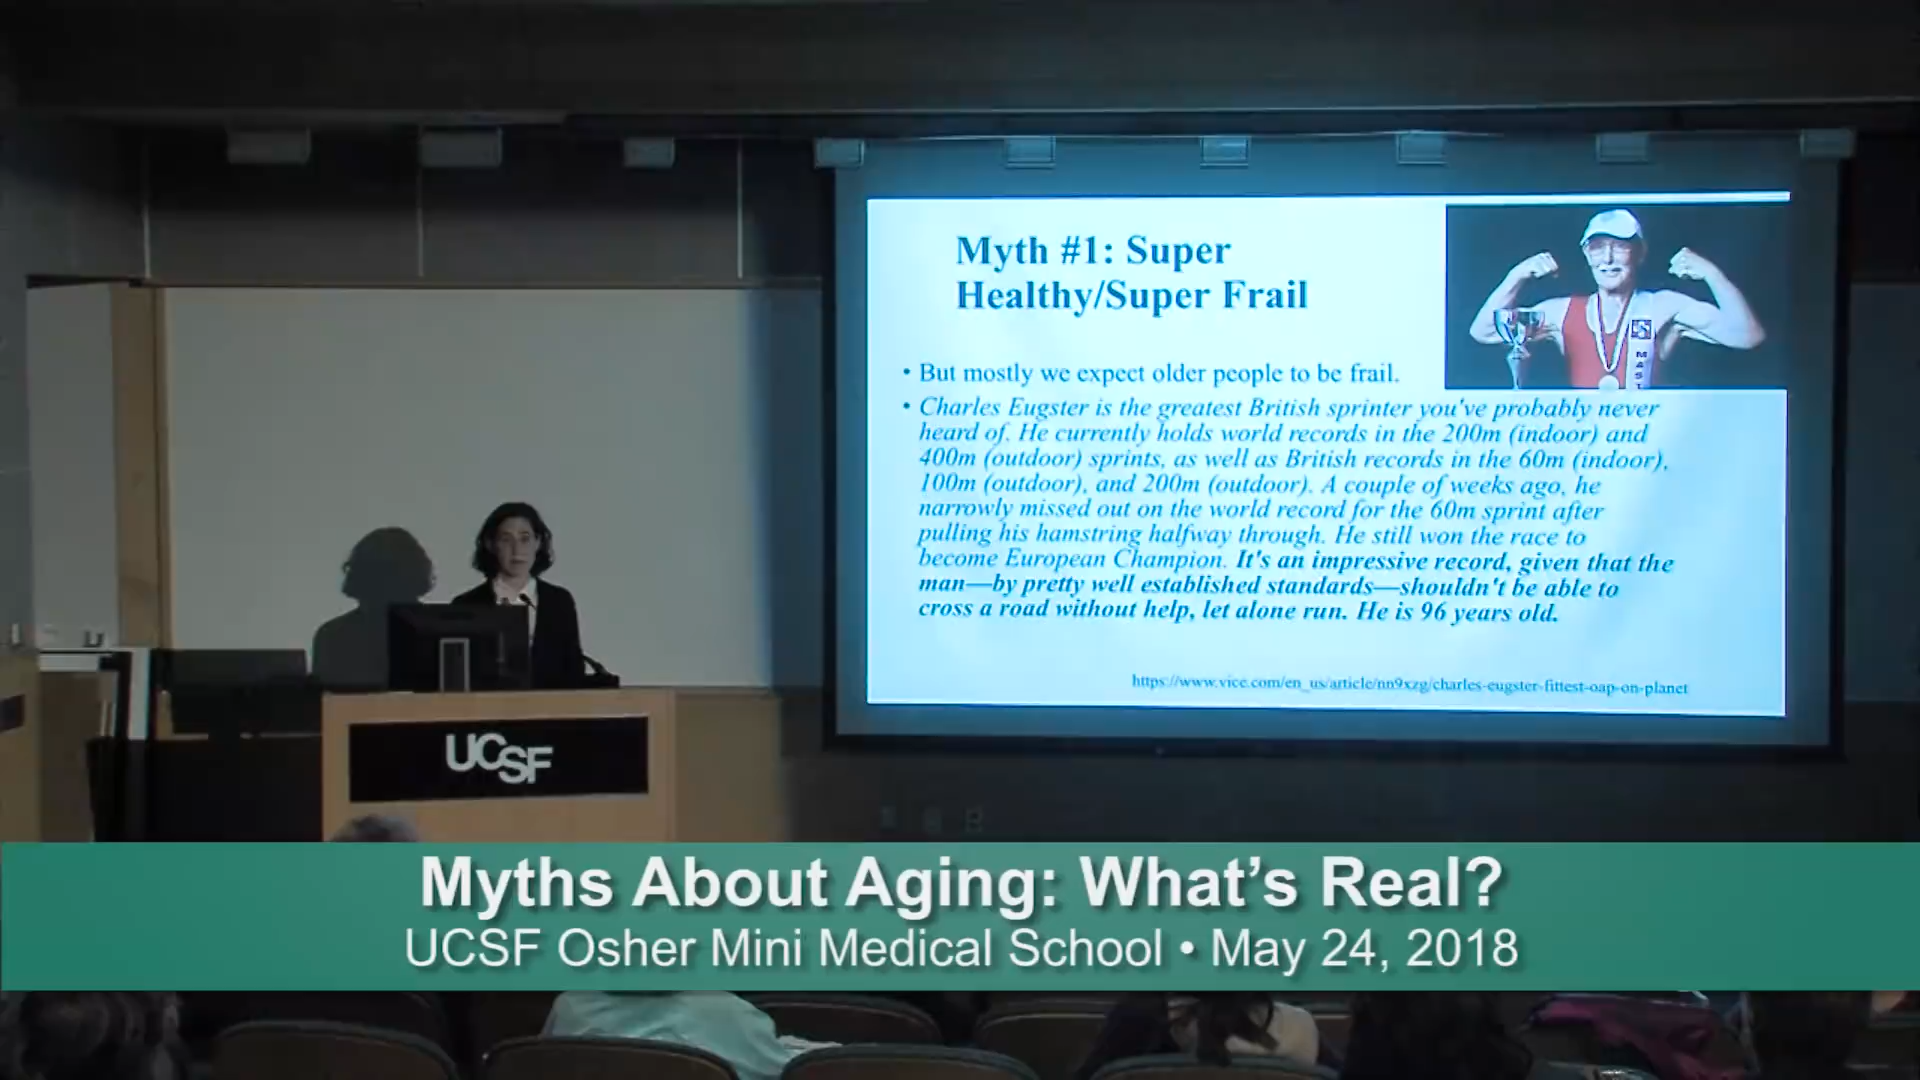 Myth #1: Super
Healthy/Super Frail
• But mostly we expect older people to be frail.
• Charles Eugster is the greatest British sprinter you've probably never
heard of. He currently holds world records in the 200m (indoor) and
400m (outdoor) sprints, as well as British records in the 60m (indoor),
100m (outdoor), and 200m (outdoor). A couple of weeks ago, he
narrowly missed out on the world record for the 60m sprint after
pulling his hamstring halfway through. He still won the race to
become European Champion. It's an impressive record, given that the
man—by pretty well established standards—shouldn't be able to
cross a road without help, let alone run. He is 96 years old.
https://www.vice.com/en_us/article/nn9xzg/charles-eugster-fittest-oap-on-planet
UCSF
Myths About Aging: What's Real?
UCSF Osher Mini Medical School • May 24, 2018